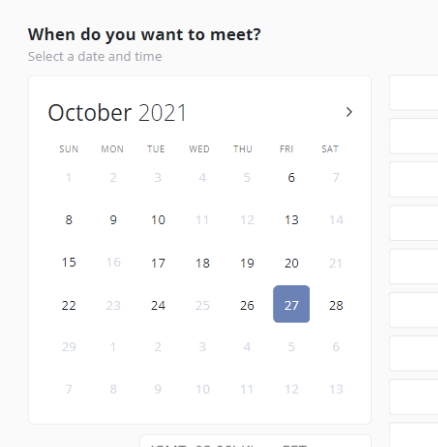 When do you want to meet?
Select a date and time
October 2021
SUN MON TUE WED THU FRI SAT
1 2 3 4 5 6 7
8 9 10 11 12 13 14
15 16 17 18 19 20 21
22 23 24 25 26 27 28
29 1 2 3 4 5 6
7 8 9 10 11 12 13